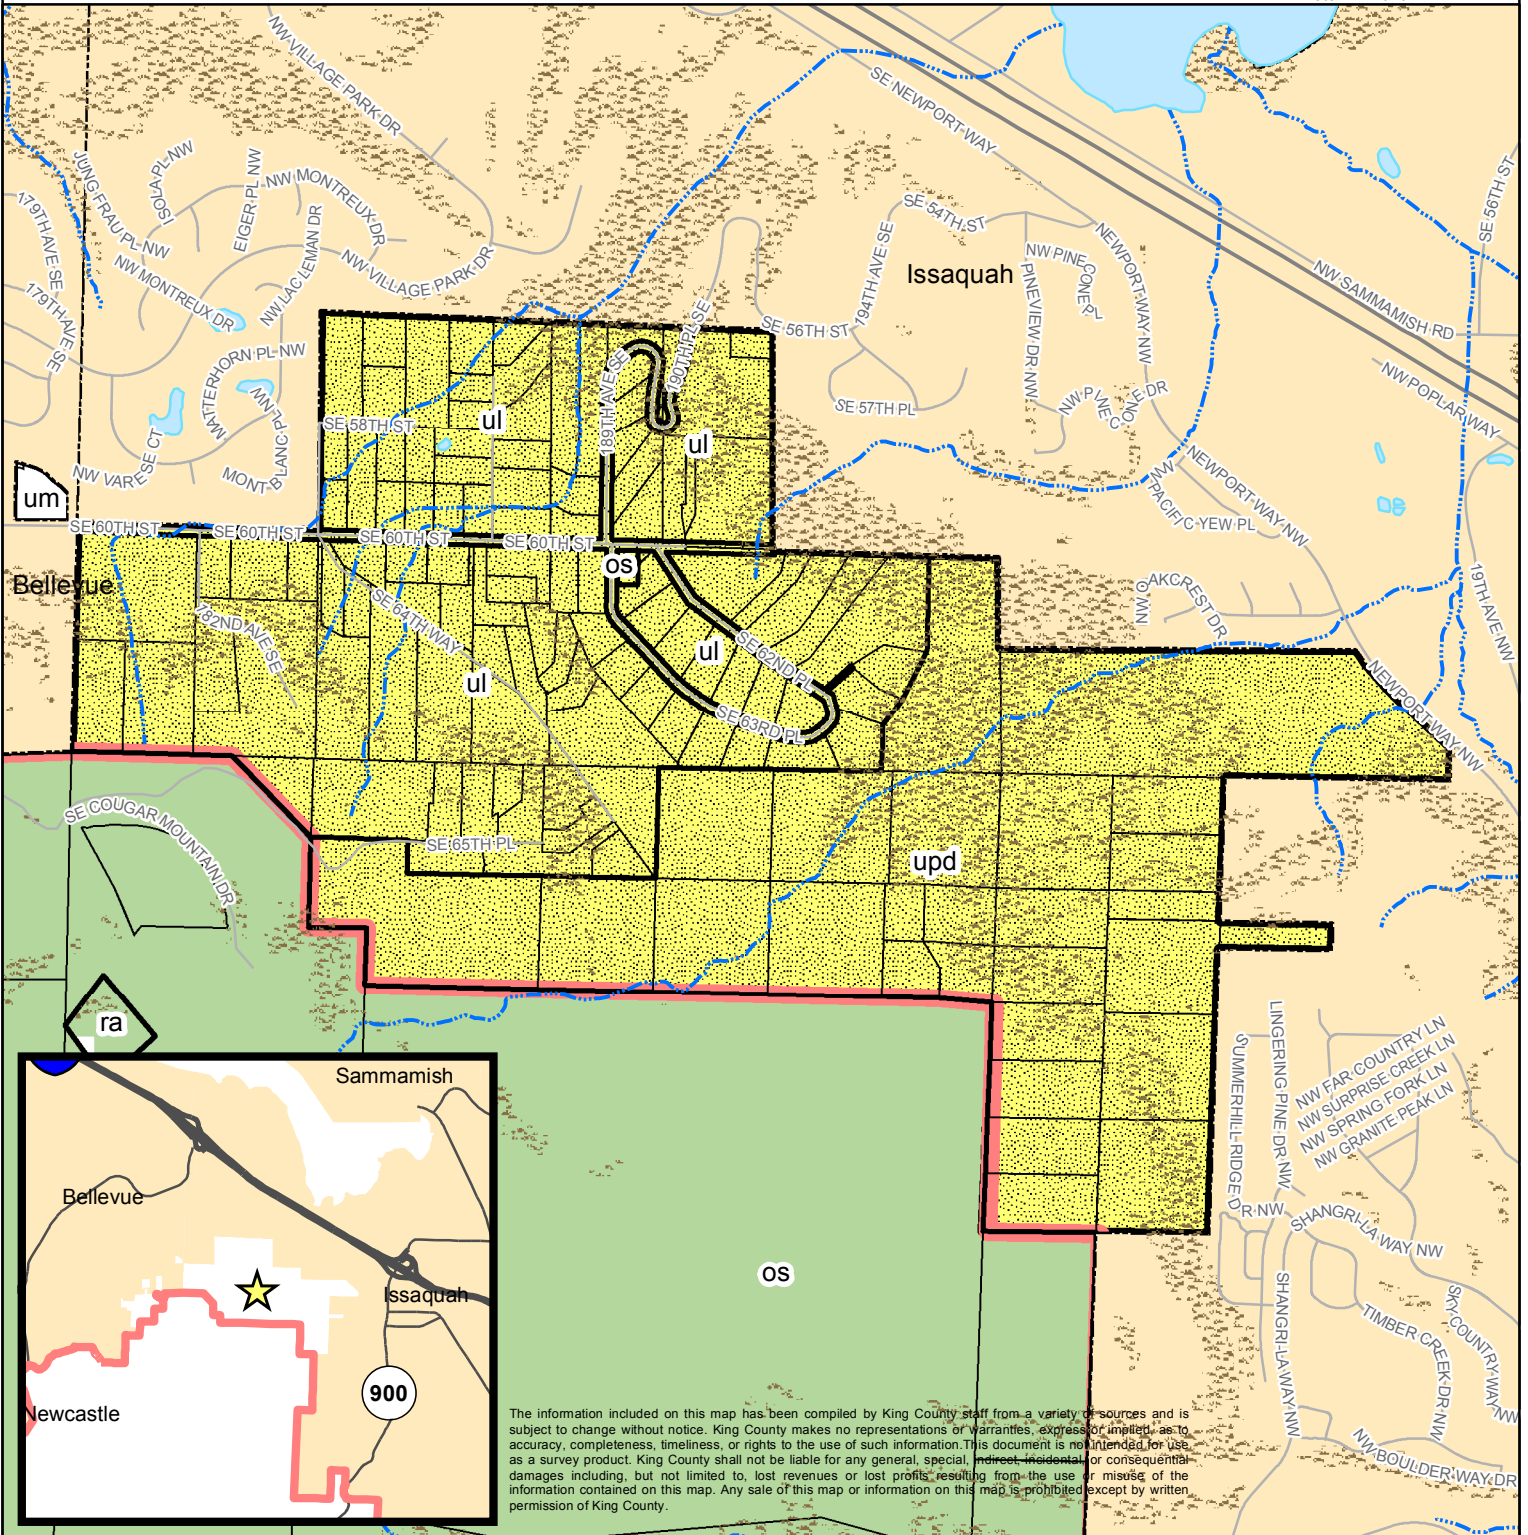 NW VILLAGE PARK DR
SE NEWPORT WAY
SE 56TH ST
JUNG FRAU PL NW
ISOLA PL NW
EIGER PL NW
NW MONTREUX DR
179TH AVE SE
NW LACLEMAN DR
NW VILLAGE PARK DR
NW MONTREUX DR
179TH AVE SE
SE 54TH ST
194TH AVE SE
Issaquah
NW PINE CONE PL
PINEVIEW DR NW
NEWPORT WAY NW
NW SAMMAMISH RD
190TH PL SE
SE 56TH ST
189TH AVE SE
MATTERHORN PL NW
NW POPLAR WAY
SE 57TH PL
NW PINE CONE DR
SE 58TH ST
ul
ul
NW VARESE CT
MONT BLANC PL NW
um
NW PACIFIC YEW PL
NEWPORT WAY NW
SE 60TH ST
SE 60TH ST
SE 60TH ST
SE 60TH ST
os
Bellevue
182ND AVE SE
SE 64TH WAY
NW OAKCREST DR
19TH AVE NW
SE 62ND PL
ul
ul
SE 63RD PL
NEWPORT WAY NW
SE COUGAR MOUNTAIN DR
SE 65TH PL
upd
ra
SUMMERHILL RIDGE DR NW
LINGERING PINE DR NW
NW FAR COUNTRY LN
NW SURPRISE CREEK LN
NW SPRING FORK LN
NW GRANITE PEAK LN
SHANGRI-LA WAY NW
os
SHANGRI-LA WAY NW
TIMBER CREEK DR NW
SKY COUNTRY WAY NW
NW BOULDER WAY DR
Sammamish
Bellevue
Issaquah
900
Newcastle
The information included on this map has been compiled by King County staff from a variety of sources and is
subject to change without notice. King County makes no representations or warranties, express or implied, as to
accuracy, completeness, timeliness, or rights to the use of such information.This document is not intended for use
as a survey product. King County shall not be liable for any general, special, indirect, incidental, or consequential
damages including, but not limited to, lost revenues or lost profits resulting from the use or misuse of the
information contained on this map. Any sale of this map or information on this map is prohibited except by written
permission of King County.